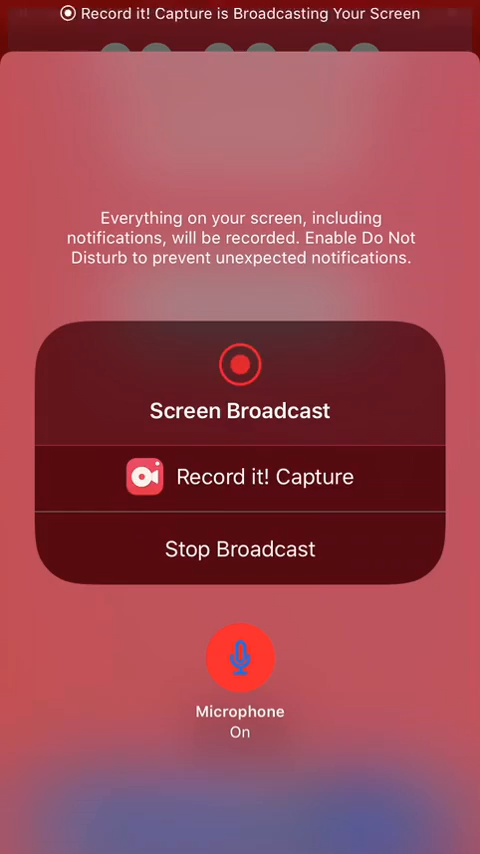 Record it! Capture is Broadcasting Your Screen
Everything on your screen, including
notifications, will be recorded. Enable Do Not
Disturb to prevent unexpected notifications.
Screen Broadcast
Record it! Capture
Stop Broadcast
Microphone
On